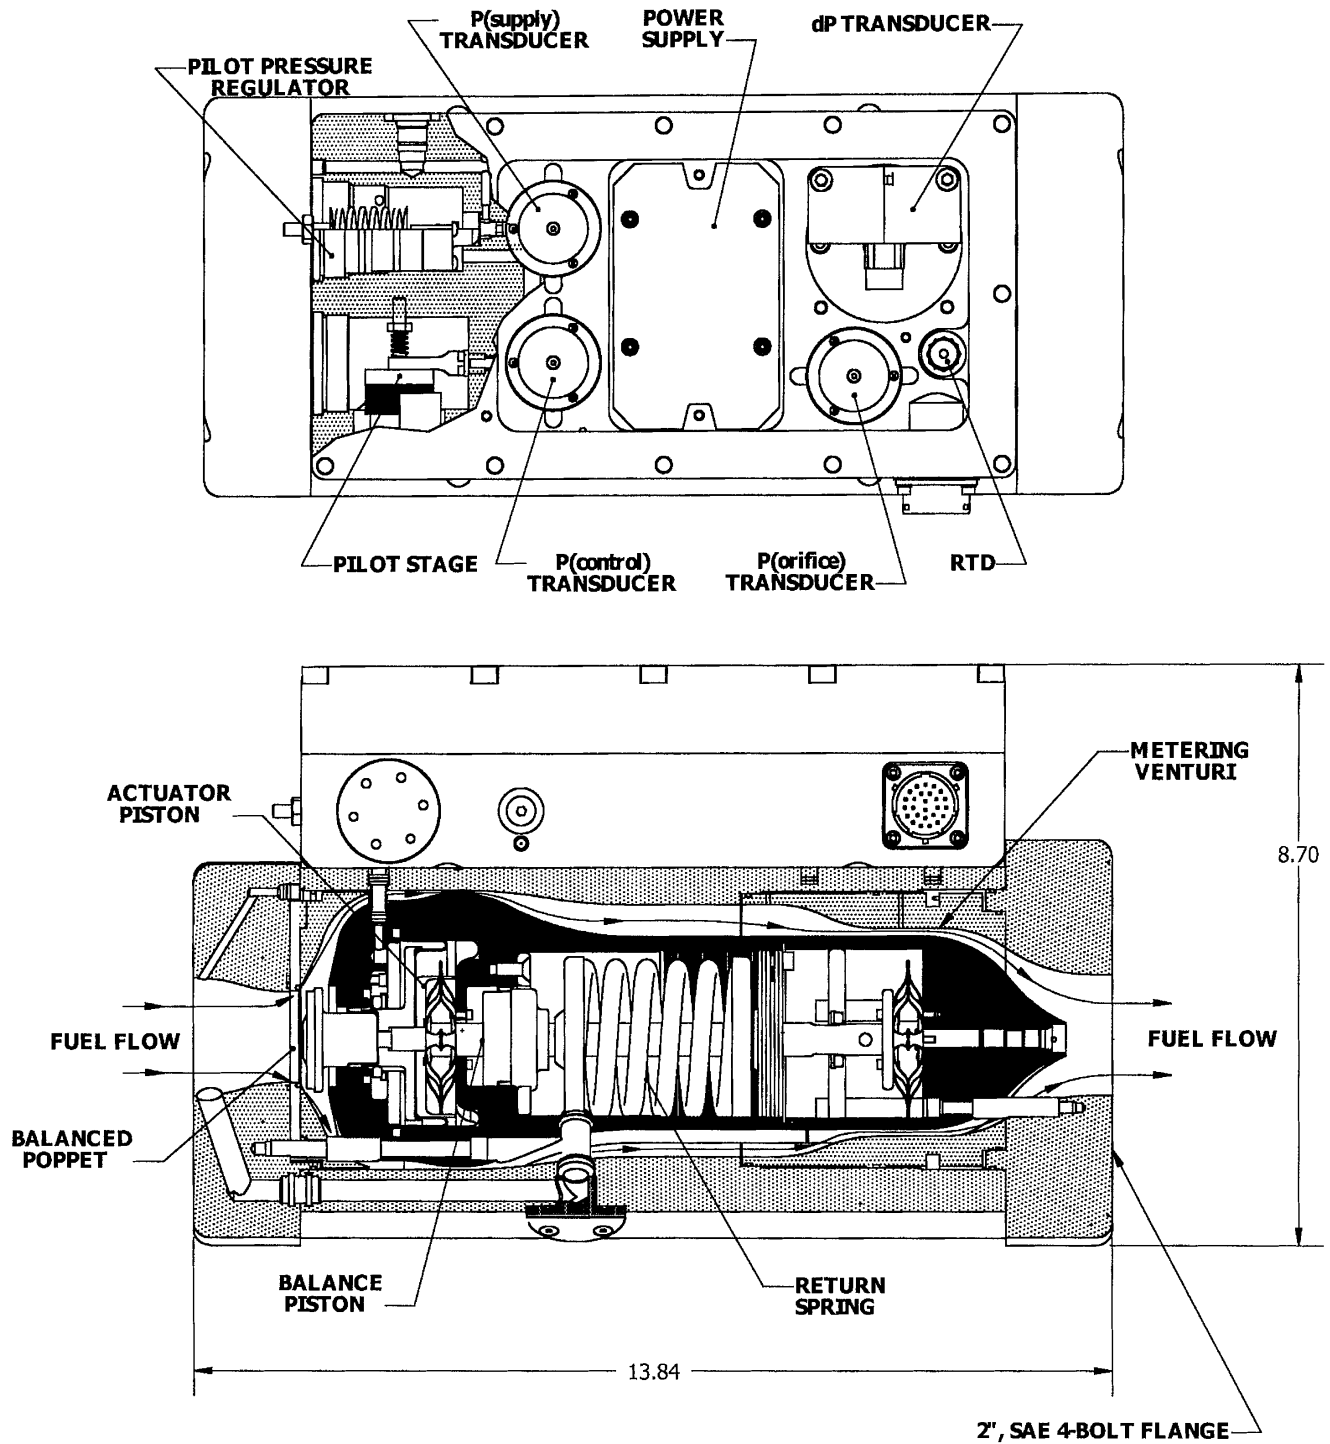 P(supply)
TRANSDUCER
POWER
SUPPLY
dP TRANSDUCER
PILOT PRESSURE
REGULATOR
PILOT STAGE
P(control)
TRANSDUCER
P(orifice)
TRANSDUCER
RTD
METERING
VENTURI
ACTUATOR
PISTON
8.70
FUEL FLOW
FUEL FLOW
BALANCED
POPPET
BALANCE
PISTON
RETURN
SPRING
13.84
2", SAE 4-BOLT FLANGE